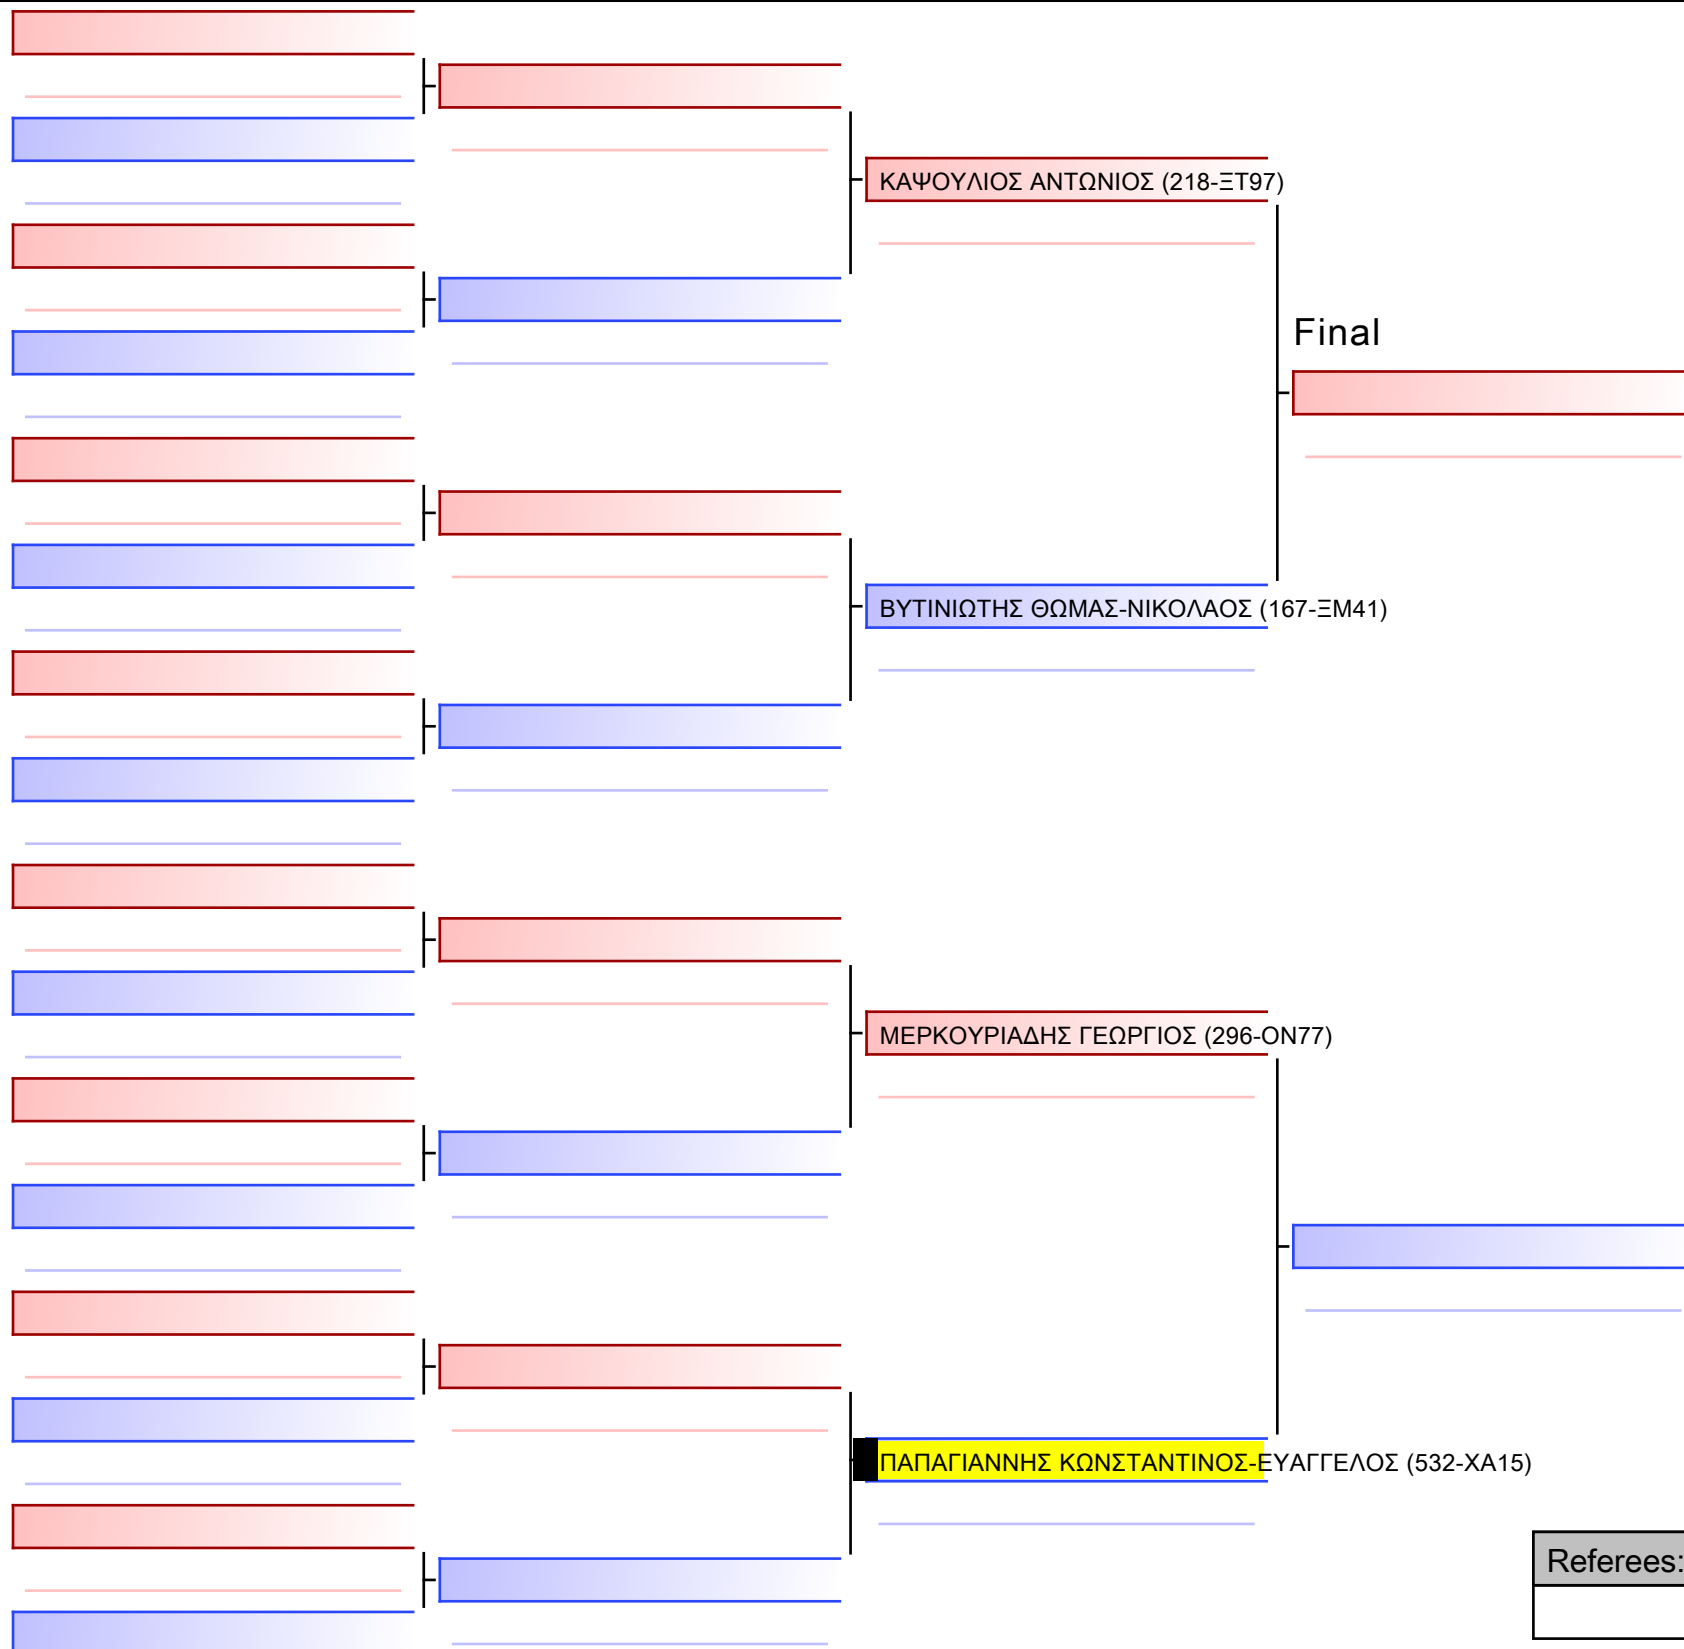 ΚΑΨΟΥΛΙΟΣ ΑΝΤΩΝΙΟΣ (218-ΞΤ97)
Final
ΒΥΤΙΝΙΩΤΗΣ ΘΩΜΑΣ-ΝΙΚΟΛΑΟΣ (167-ΞΜ41)
ΜΕΡΚΟΥΡΙΑΔΗΣ ΓΕΩΡΓΙΟΣ (296-ΟΝ77)
ΠΑΠΑΓΙΑΝΝΗΣ ΚΩΝΣΤΑΝΤΙΝΟΣ-ΕΥΑΓΓΕΛΟΣ (532-ΧΑ15)
Referees: